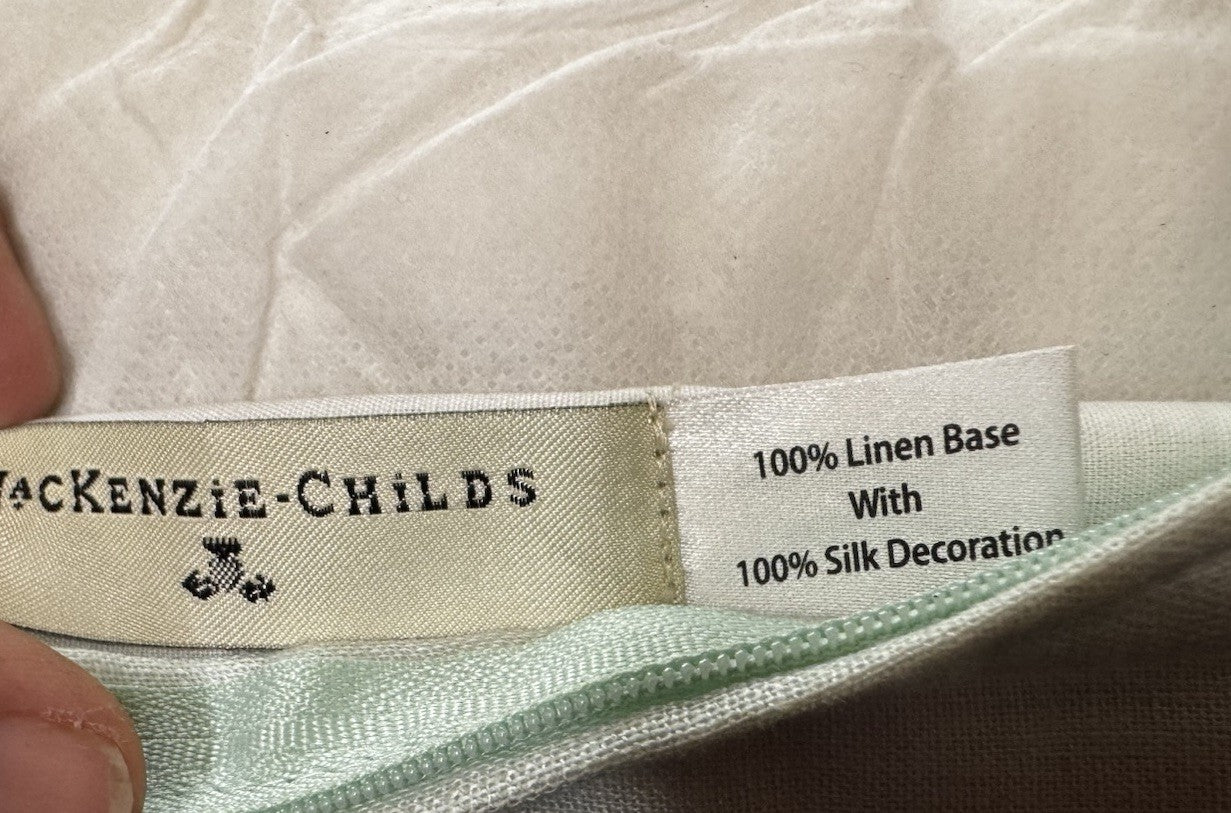 MACKENZiE-CHiLDS
100% Linen Base
With
100% Silk Decoration